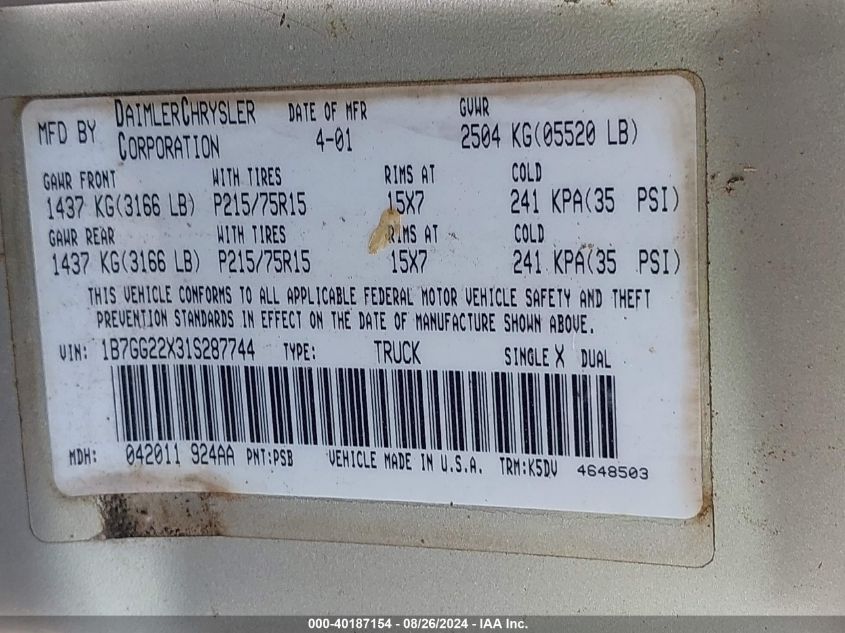 MFD BY DAIMLERCHRYSLER CORPORATION DATE OF MFR 4-01 GVWR 2504 KG(05520 LB)
GAWR FRONT WITH TIRES RIMS AT COLD
1437 KG(3166 LB) P215/75R15 15X7 241 KPA(35 PSI)
GAWR REAR WITH TIRES RIMS AT COLD
1437 KG(3166 LB) P215/75R15 15X7 241 KPA(35 PSI)
THIS VEHICLE CONFORMS TO ALL APPLICABLE FEDERAL MOTOR VEHICLE SAFETY AND THEFT
PREVENTION STANDARDS IN EFFECT ON THE DATE OF MANUFACTURE SHOWN ABOVE.
VIN: 1B7GG22X31S287744 TYPE: TRUCK SINGLE X DUAL
MDH: 042011 924AA PNT:PSB VEHICLE MADE IN U.S.A. TRM:K5DV 4648503
000-40187154 - 08/26/2024 - IAA Inc.